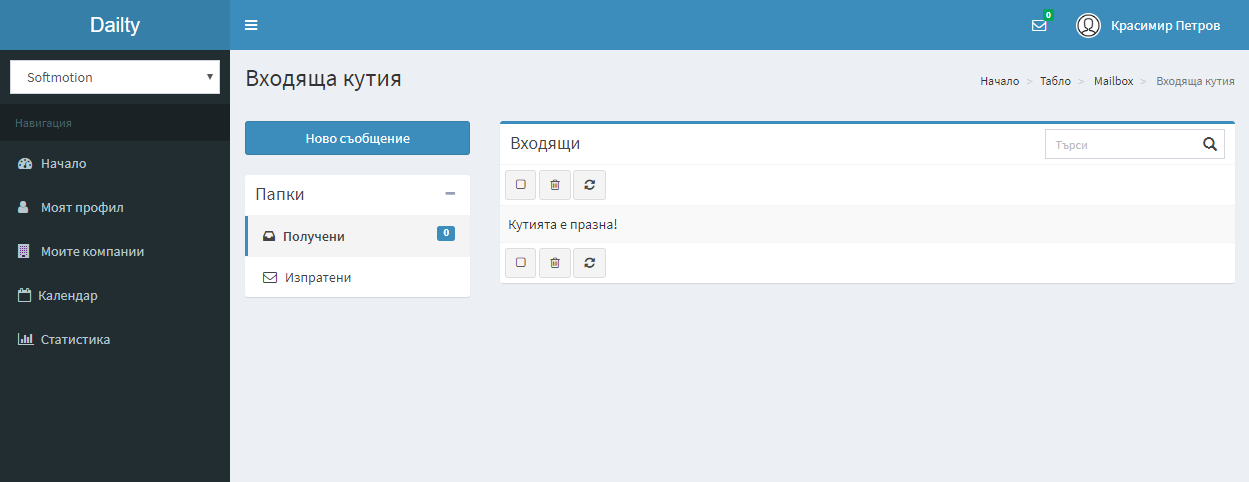 Dailty
0
Красимир Петров
Softmotion
Навигация
Начало
Моят профил
Моите компании
Календар
Статистика
Входяща кутия
Начало > Табло > Mailbox > Входяща кутия
Ново съобщение
Папки
Получени 0
Изпратени
Входящи
Търси
Кутията е празна!